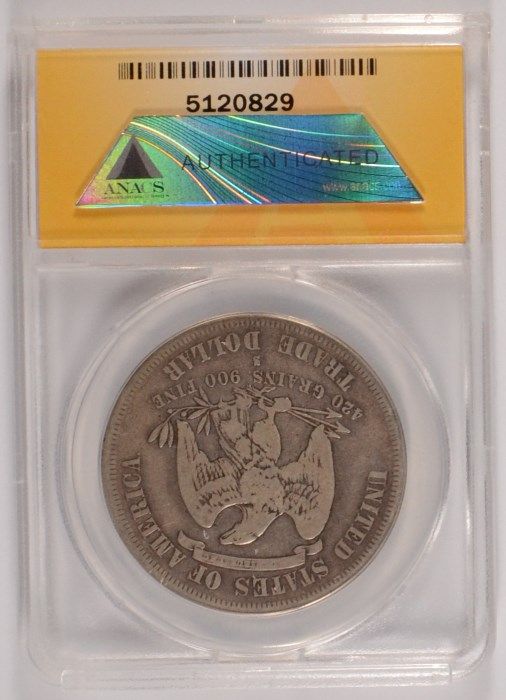 5120829
AUTHENTICATED
ANACS
UNITED STATES OF AMERICA
420 GRAINS 900 FINE
S
TRADE DOLLAR